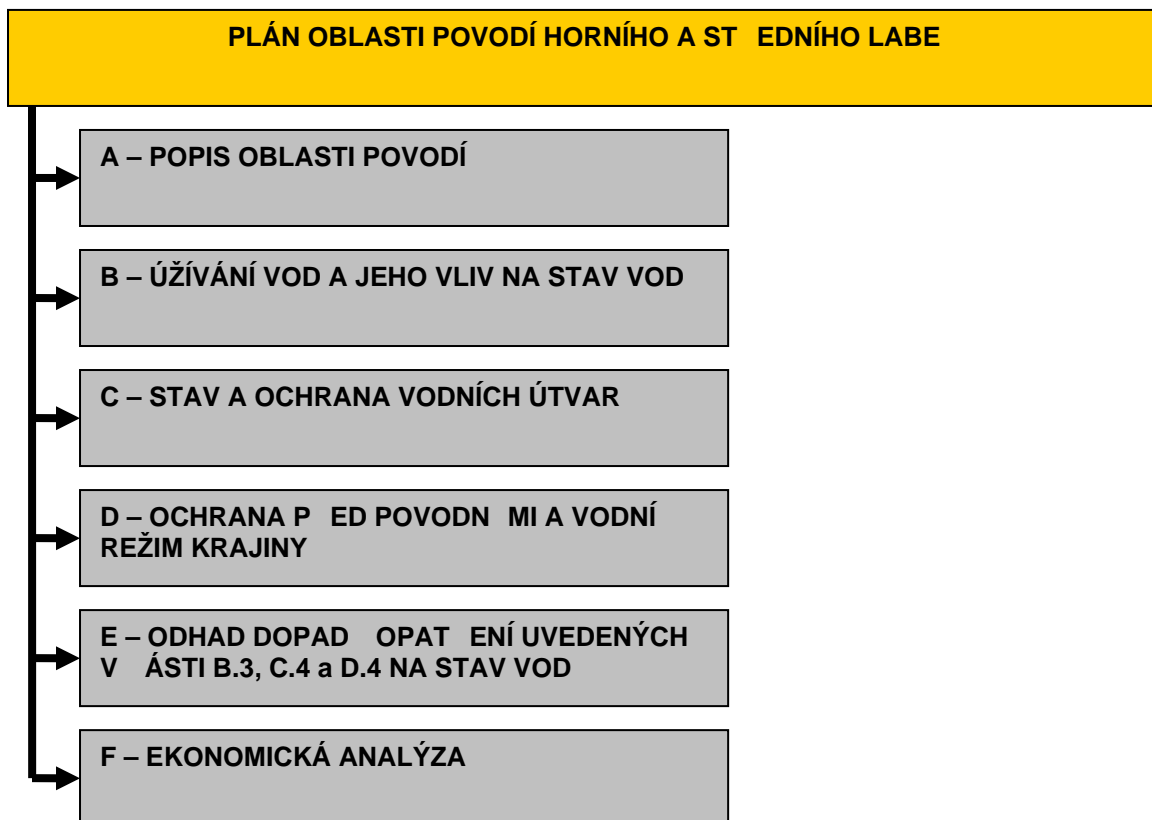 PLÁN OBLASTI POVODÍ HORNÍHO A ST EDNÍHO LABE
A – POPIS OBLASTI POVODÍ
B – ÚŽÍVÁNÍ VOD A JEHO VLIV NA STAV VOD
C – STAV A OCHRANA VODNÍCH ÚTVAR
D – OCHRANA P ED POVODN MI A VODNÍ
REŽIM KRAJINY
E – ODHAD DOPAD OPAT ENÍ UVEDENÝCH
V ÁSTI B.3, C.4 a D.4 NA STAV VOD
F – EKONOMICKÁ ANALÝZA